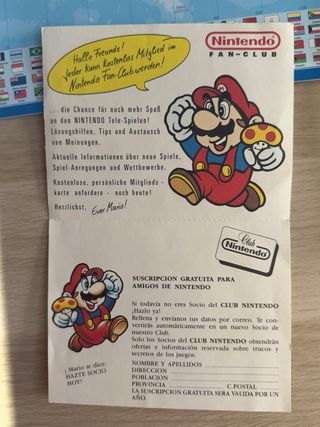 Hallo Freunde!
Jeder kann kostenlos Mitglied im
Nintendo Fan-Club werden!
Nintendo
FAN-CLUB
...die Chance für noch mehr Spaß
an den NINTENDO Tele-Spielen!
Lösungshilfen, Tips und Austausch
von Meinungen.
Aktuelle Informationen über neue Spiele,
Spiel-Anregungen und Wettbewerbe.
Kostenlose, persönliche Mitglieds-
karte anfordern - noch heute!
Herzlichst, Euer Mario!
Club
Nintendo
SUSCRIPCION GRATUITA PARA
AMIGOS DE NINTENDO
Si todavia no eres Socio del CLUB NINTENDO
¡Hazlo ya!
Rellena y envíanos tus datos por correo. Te con-
vertirás automáticamente en un nuevo Socio de
nuestro Club.
Solo los Socios del CLUB NINTENDO obtendrán
ofertas e información reservada sobre trucos y
secretos de los juegos.
¡Mario se dice:
HAZTE SOCIO
HOY!
NOMBRE Y APELLIDOS
DIRECCION
POBLACION
PROVINCIA C.POSTAL
LA SUSCRIPCION GRATUITA SERA VALIDA POR UN
AÑO.